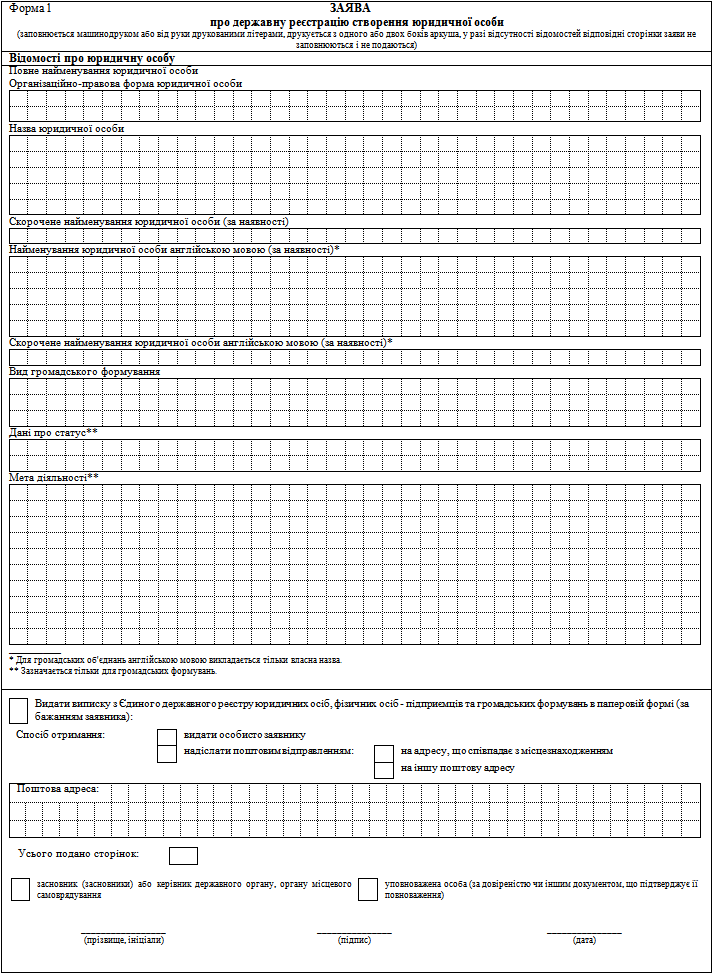 Форма 1
ЗАЯВА
про державну реєстрацію створення юридичної особи
(заповнюється машинодруком або від руки друкованими літерами, друкується з одного або двох боків аркуша, у разі відсутності відомостей відповідні сторінки заяви не
заповнюються і не подаються)
Відомості про юридичну особу
Повне найменування юридичної особи
Організаційно-правова форма юридичної особи
Назва юридичної особи
Скорочене найменування юридичної особи (за наявності)
Найменування юридичної особи англійською мовою (за наявності)*
Скорочене найменування юридичної особи англійською мовою (за наявності)*
Вид громадського формування
Дані про статус**
Мета діяльності**
* Для громадських об'єднань англійською мовою викладається тільки власна назва.
** Зазначається тільки для громадських формувань.
Видати виписку з Єдиного державного реєстру юридичних осіб, фізичних осіб - підприємців та громадських формувань в паперовій формі (за
бажанням заявника):
Спосіб отримання:
видати особисто заявнику
надіслати поштовим відправленням:
на адресу, що співпадає з місцезнаходженням
на іншу поштову адресу
Поштова адреса:
Усього подано сторінок:
засновник (засновники) або керівник державного органу, органу місцевого
самоврядування
уповноважена особа (за довіреністю чи іншим документом, що підтверджує її
повноваження)
(прізвище, ініціали)
(підпис)
(дата)